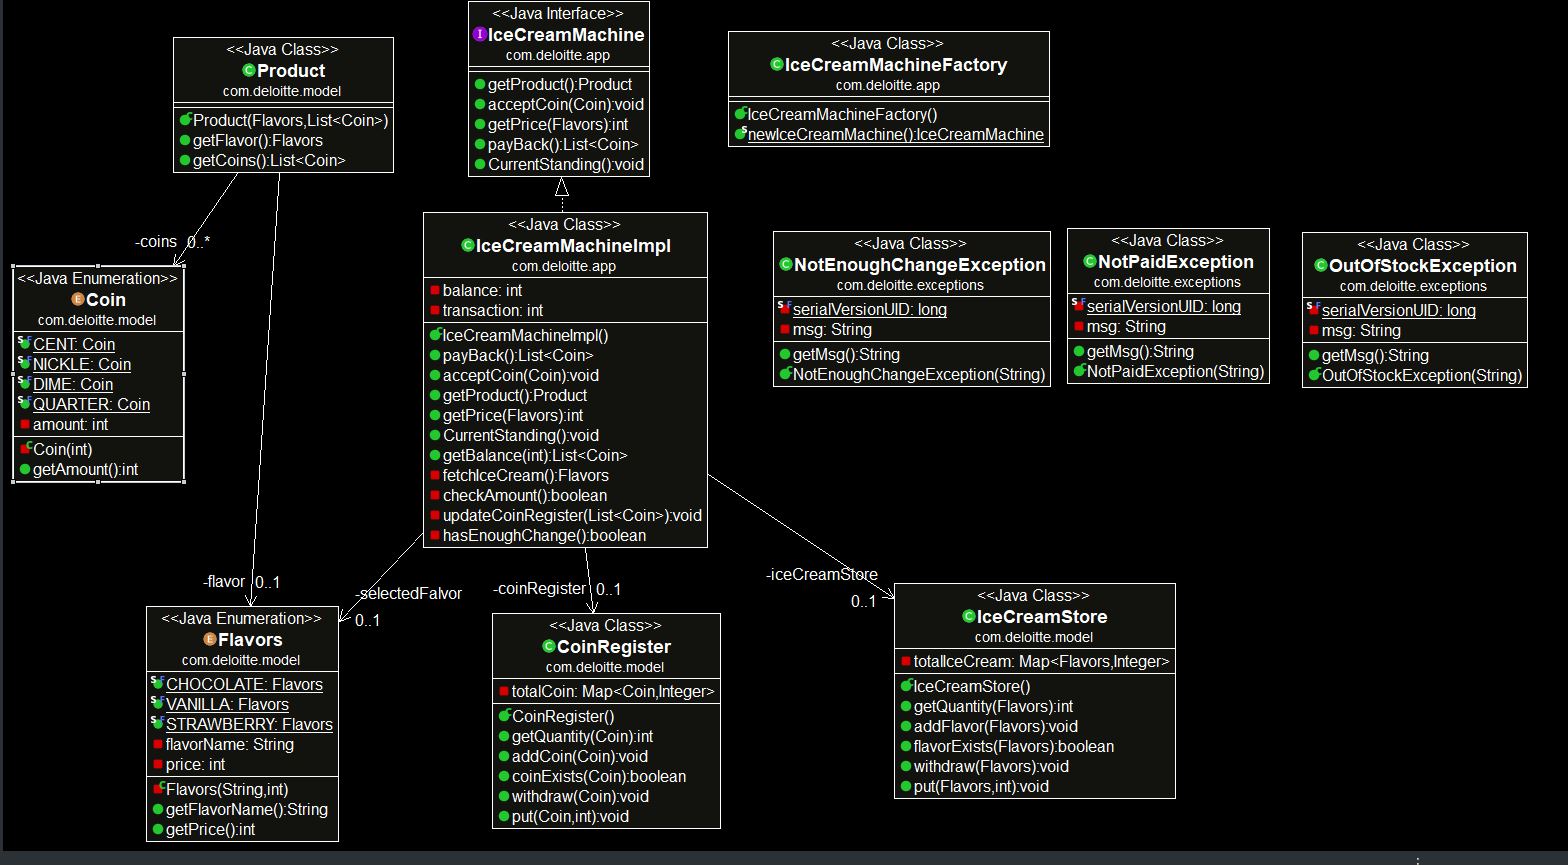 <<Java Class>>
Product
com.deloitte.model
Product(Flavors,List<Coin>)
getFlavor():Flavors
getCoins():List<Coin>
<<Java Interface>>
IceCreamMachine
com.deloitte.app
getProduct():Product
acceptCoin(Coin):void
getPrice(Flavors):int
payBack():List<Coin>
CurrentStanding():void
<<Java Class>>
IceCreamMachineFactory
com.deloitte.app
IceCreamMachineFactory()
newIceCreamMachine():IceCreamMachine
-coins 0..*
<<Java Enumeration>>
Coin
com.deloitte.model
CENT: Coin
NICKLE: Coin
DIME: Coin
QUARTER: Coin
amount: int
Coin(int)
getAmount():int
<<Java Class>>
IceCreamMachineImpl
com.deloitte.app
balance: int
transaction: int
IceCreamMachineImpl()
payBack():List<Coin>
acceptCoin(Coin):void
getProduct():Product
getPrice(Flavors):int
CurrentStanding():void
getBalance(int):List<Coin>
fetchIceCream():Flavors
checkAmount():boolean
updateCoinRegister(List<Coin>):void
hasEnoughChange():boolean
<<Java Class>>
NotEnoughChangeException
com.deloitte.exceptions
serialVersionUID: long
msg: String
getMsg():String
NotEnoughChangeException(String)
<<Java Class>>
NotPaidException
com.deloitte.exceptions
serialVersionUID: long
msg: String
getMsg():String
NotPaidException(String)
<<Java Class>>
OutOfStockException
com.deloitte.exceptions
serialVersionUID: long
msg: String
getMsg():String
OutOfStockException(String)
-flavor 0..1
-selectedFalvor
0..1
-coinRegister 0..1
-iceCreamStore
0..1
<<Java Enumeration>>
Flavors
com.deloitte.model
CHOCOLATE: Flavors
VANILLA: Flavors
STRAWBERRY: Flavors
flavorName: String
price: int
Flavors(String,int)
getFlavorName():String
getPrice():int
<<Java Class>>
CoinRegister
com.deloitte.model
totalCoin: Map<Coin,Integer>
CoinRegister()
getQuantity(Coin):int
addCoin(Coin):void
coinExists(Coin):boolean
withdraw(Coin):void
put(Coin,int):void
<<Java Class>>
IceCreamStore
com.deloitte.model
totalIceCream: Map<Flavors,Integer>
IceCreamStore()
getQuantity(Flavors):int
addFlavor(Flavors):void
flavorExists(Flavors):boolean
withdraw(Flavors):void
put(Flavors,int):void